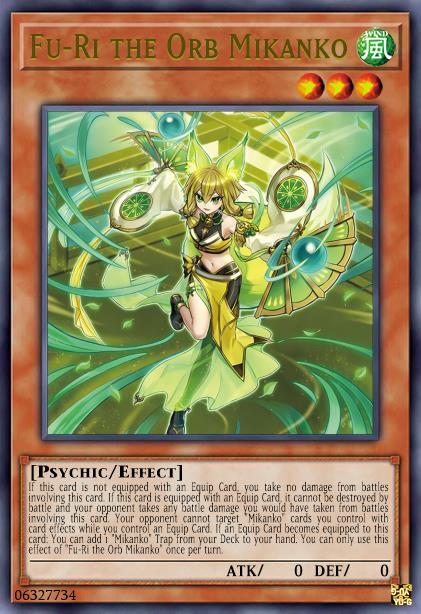 Fu-Ri the Orb Mikanko
WIND
風
[Psychic/Effect]
If this card is not equipped with an Equip Card, you take no damage from battles
involving this card. If this card is equipped with an Equip Card, it cannot be destroyed by
battle and your opponent takes any battle damage you would have taken from battles
involving this card. Your opponent cannot target "Mikanko" cards you control with
card effects while you control an Equip Card. If an Equip Card becomes equipped to this
card: You can add 1 "Mikanko" Trap from your Deck to your hand. You can only use this
effect of "Fu-Ri the Orb Mikanko" once per turn.
ATK/ 0 DEF/ 0
06327734